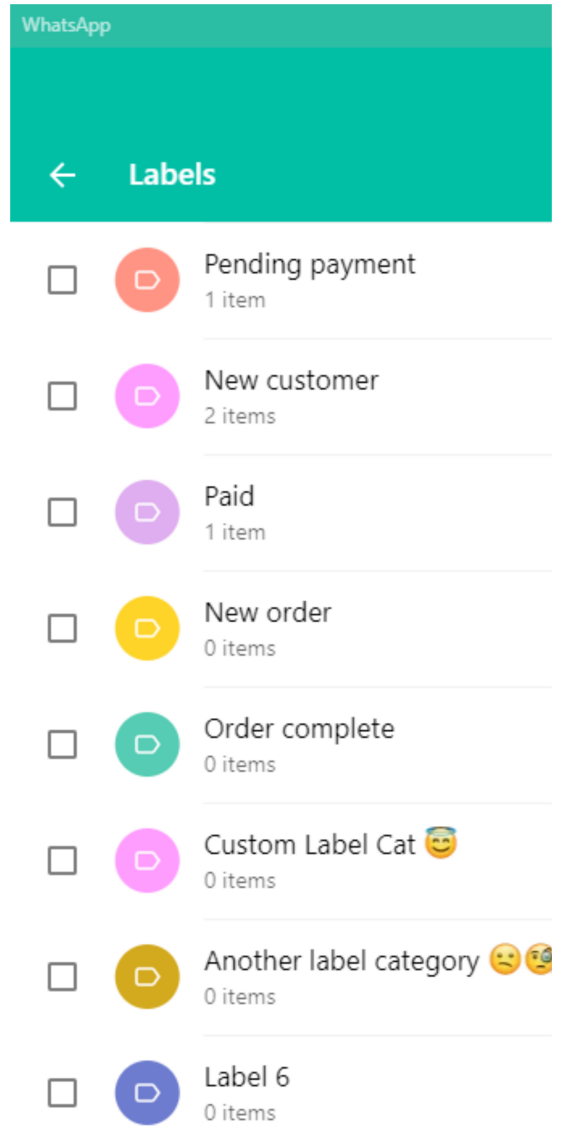 WhatsApp
Labels
Pending payment
1 item
New customer
2 items
Paid
1 item
New order
0 items
Order complete
0 items
Custom Label Cat 😇
0 items
Another label category 😕🧐
0 items
Label 6
0 items